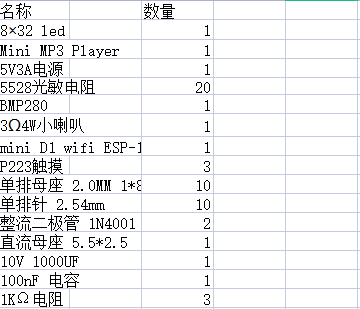 名称 数量
8×32 led 1
Mini MP3 Player 1
5V3A电源 1
5528光敏电阻 20
BMP280 1
3Ω4W小喇叭 1
mini D1 wifi ESP-1 1
P223触摸 3
单排母座 2.0MM 1*8 10
单排针 2.54mm 10
整流二极管 1N4001 2
直流母座 5.5*2.5 1
10V 1000UF 1
100nF 电容 1
1KΩ电阻 3